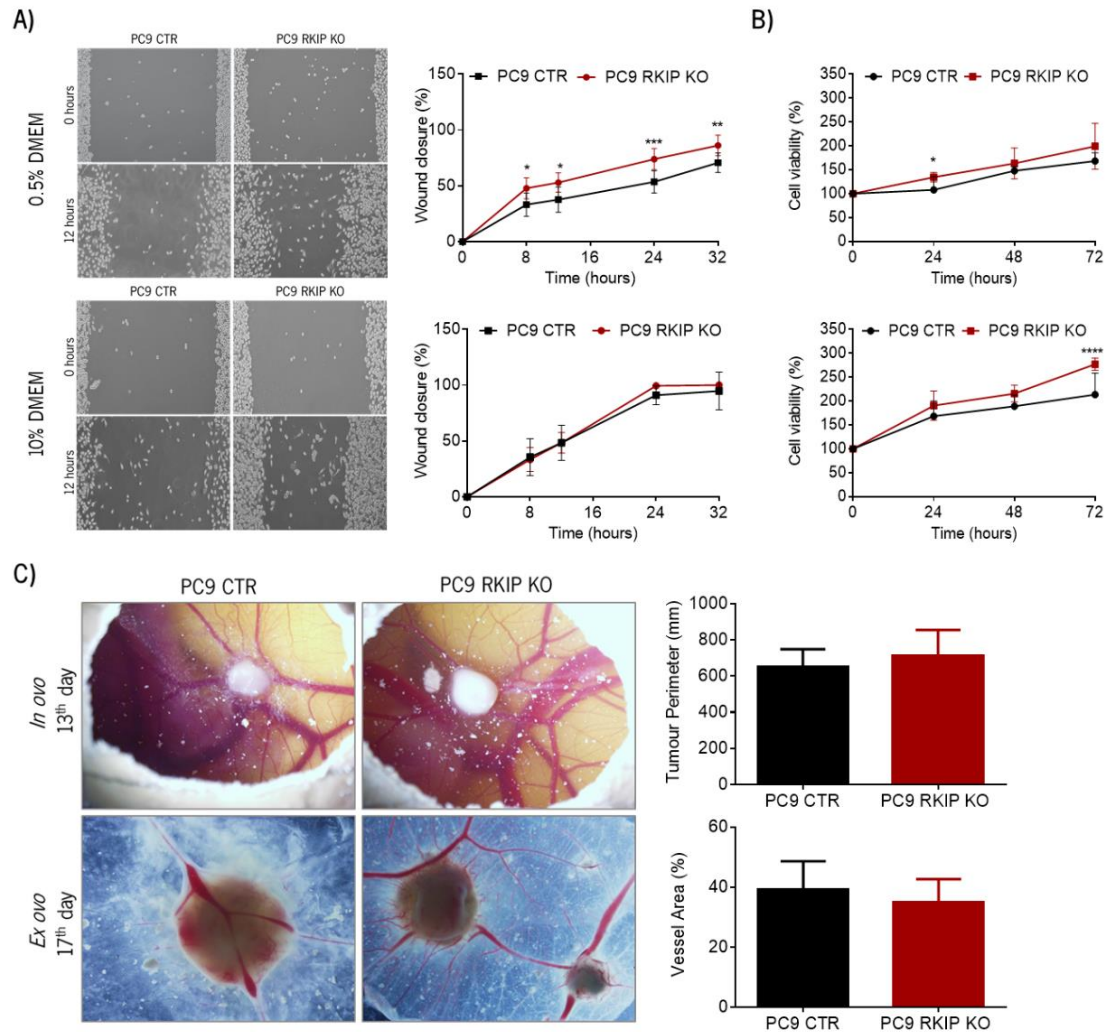 A)
PC9 CTR PC9 RKIP KO
0.5% DMEM
0 hours
12 hours
PC9 CTR PC9 RKIP KO
10% DMEM
0 hours
12 hours
PC9 CTR PC9 RKIP KO
Wound closure (%)
150
100
50
0
* * *** **
0 8 16 24 32
Time (hours)
PC9 CTR PC9 RKIP KO
Wound closure (%)
150
100
50
0
0 8 16 24 32
Time (hours)
B)
PC9 CTR PC9 RKIP KO
Cell viability (%)
350
300
250
200
150
100
50
0
*
0 24 48 72
Time (hours)
PC9 CTR PC9 RKIP KO
Cell viability (%)
350
300
250
200
150
100
50
0
****
0 24 48 72
Time (hours)
C)
PC9 CTR PC9 RKIP KO
In ovo
13th day
Ex ovo
17th day
Tumour Perimeter (mm)
1000
800
600
400
200
0
PC9 CTR PC9 RKIP KO
Vessel Area (%)
60
40
20
0
PC9 CTR PC9 RKIP KO